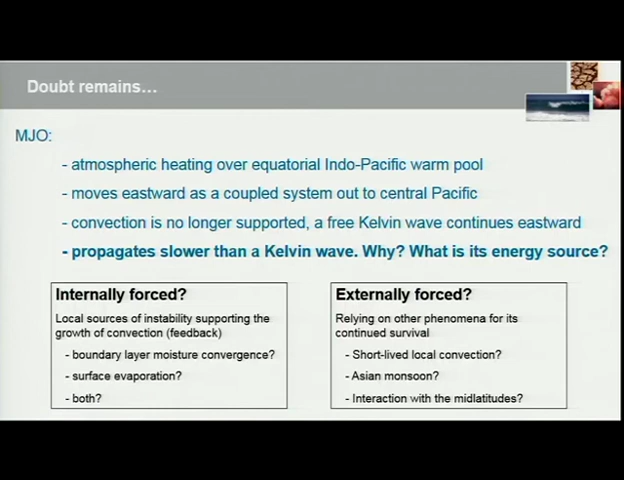 Doubt remains…
MJO:
- atmospheric heating over equatorial Indo-Pacific warm pool
- moves eastward as a coupled system out to central Pacific
- convection is no longer supported, a free Kelvin wave continues eastward
- propagates slower than a Kelvin wave. Why? What is its energy source?
Internally forced?
Local sources of instability supporting the
growth of convection (feedback)
- boundary layer moisture convergence?
- surface evaporation?
- both?
Externally forced?
Relying on other phenomena for its
continued survival
- Short-lived local convection?
- Asian monsoon?
- Interaction with the midlatitudes?